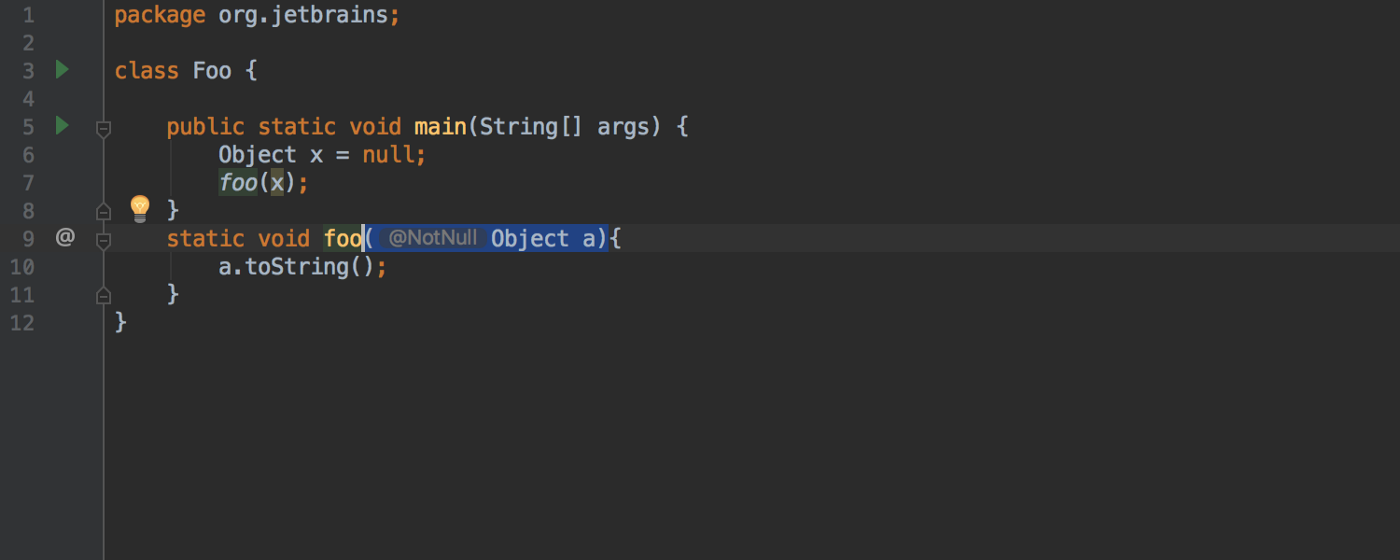 1 package org.jetbrains;
2
3 class Foo {
4
5 public static void main(String[] args) {
6 Object x = null;
7 foo(x);
8 }
9 @ static void foo( @NotNull Object a){
10 a.toString();
11 }
12 }